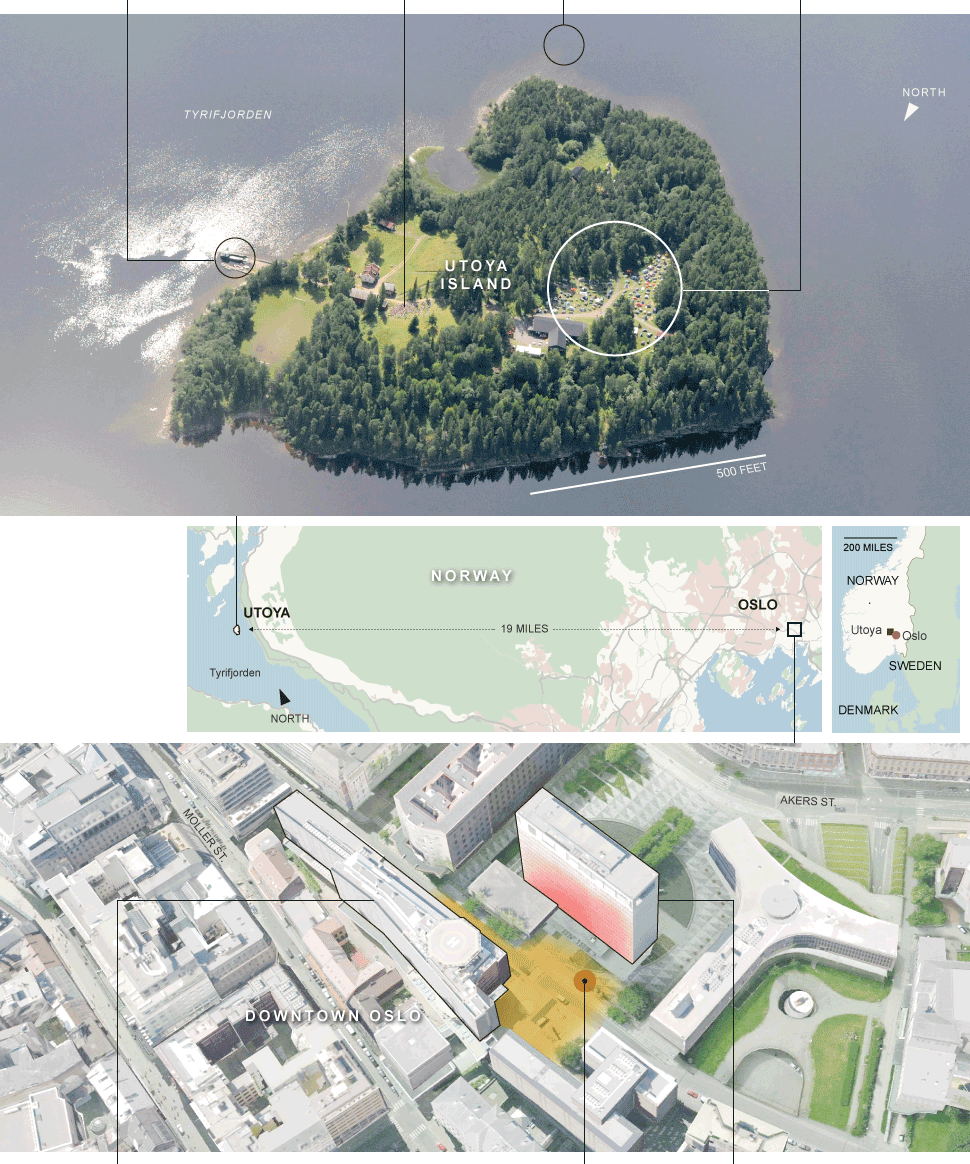 NORTH
TYRIFJORDEN
UTOYA
ISLAND
500 FEET
NORWAY
UTOYA
OSLO
19 MILES
Tyrifjorden
NORTH
200 MILES
NORWAY
Utoya
Oslo
SWEDEN
DENMARK
AKERS ST.
MOLLER ST.
H
DOWNTOWN OSLO